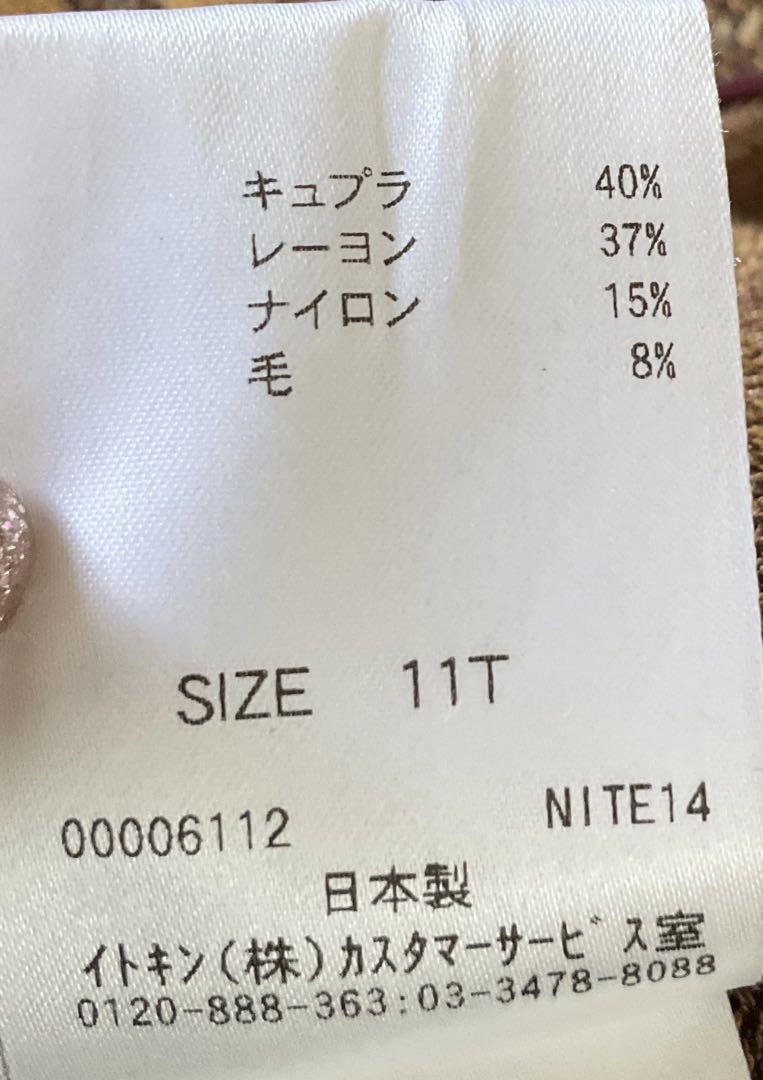 キュプラ 40%
レーヨン 37%
ナイロン 15%
毛 8%
SIZE 11T
00006112 NITE14
日本製
イトキン(株)カスタマーサービス室
0120-888-363:03-3478-8088